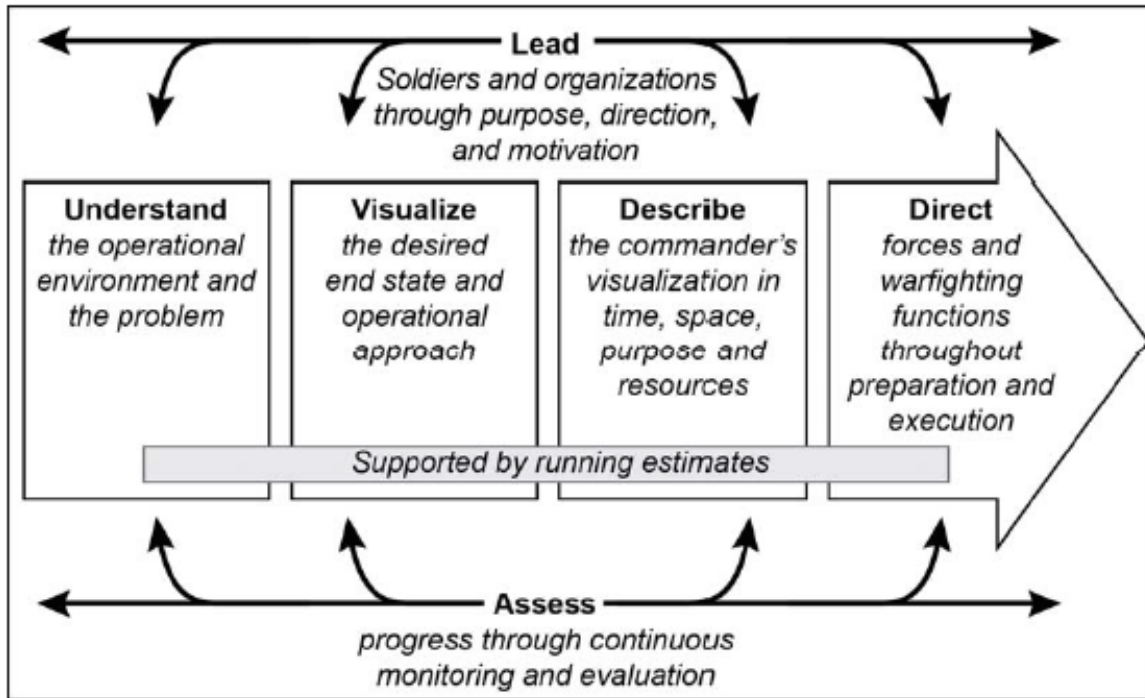 Lead
Soldiers and organizations
through purpose, direction,
and motivation
Understand
the operational
environment and
the problem
Visualize
the desired
end state and
operational
approach
Describe
the commander's
visualization in
time, space,
purpose and
resources
Direct
forces and
warfighting
functions
throughout
preparation and
execution
Supported by running estimates
Assess
progress through continuous
monitoring and evaluation